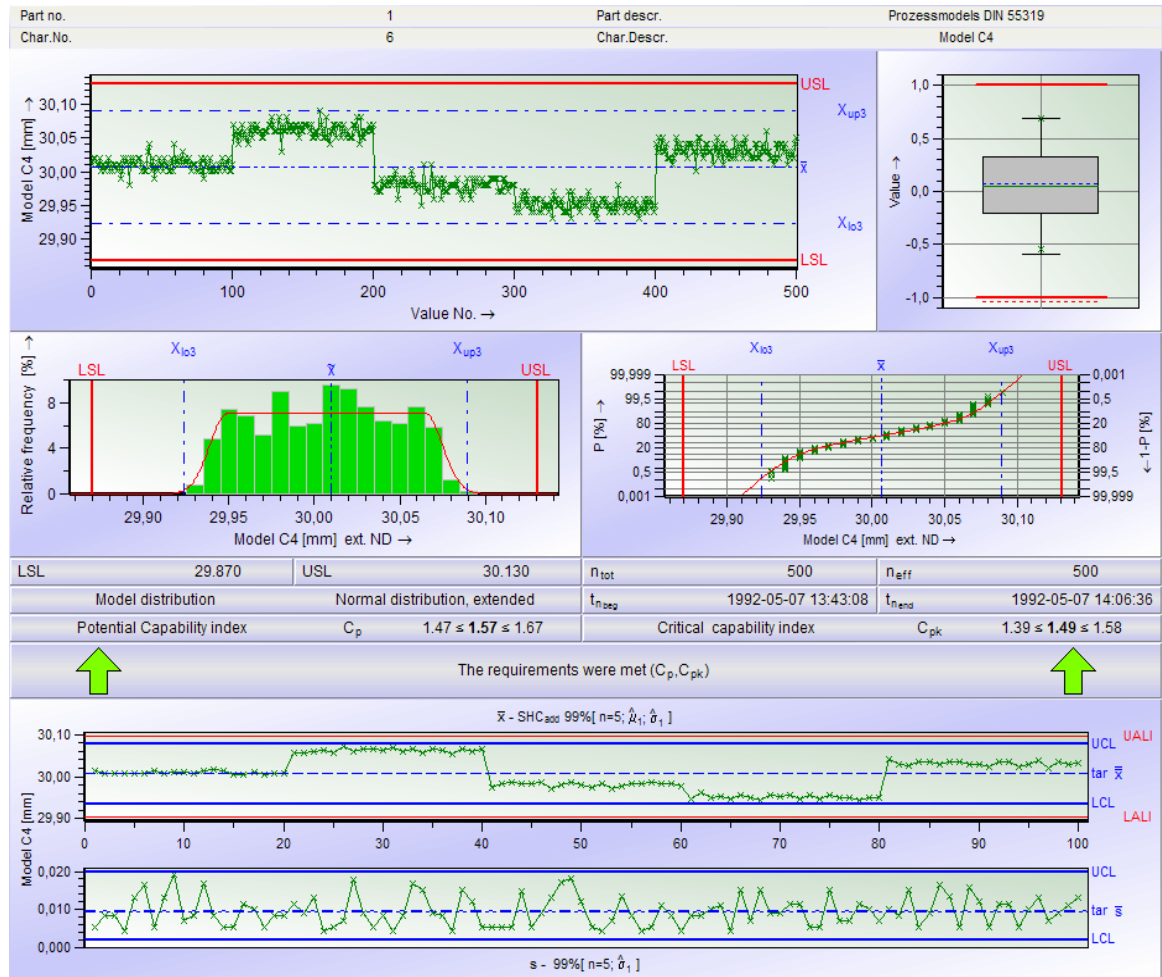 Part no. 1 Part descr. Prozessmodels DIN 55319
Char.No. 6 Char.Descr. Model C4
Model C4 [mm] →
30,10
30,05
30,00
29,95
29,90
USL
Xup3
x̄
Xlo3
LSL
0 100 200 300 400 500
Value No. →
Value →
1,0
0,5
0,0
-0,5
-1,0
Relative frequency [%] →
Xlo3 Xup3
LSL x̄ USL
8
4
0
29,90 29,95 30,00 30,05 30,10
Model C4 [mm] ext. ND →
Xlo3 Xup3
LSL x̄ USL
P [%] →
99,999 0,001
99,5 0,5
80 20
20 80
0,5 99,5
0,001 99,999
←1-P [%]
29,90 29,95 30,00 30,05 30,10
Model C4 [mm] ext. ND →
LSL 29.870 USL 30.130 ntot 500 neff 500
Model distribution Normal distribution, extended tnbeg 1992-05-07 13:43:08 tnend 1992-05-07 14:06:36
Potential Capability index Cp 1.47 ≤ 1.57 ≤ 1.67 Critical capability index Cpk 1.39 ≤ 1.49 ≤ 1.58
The requirements were met (Cp,Cpk)
x̄ - SHCadd 99%[ n=5; μ̂1; σ̂1 ]
Model C4 [mm] →
30,10
30,00
29,90
UCL UALI
tar x̿
LCL
LALI
0 10 20 30 40 50 60 70 80 90 100
0,020
0,010
0,000
UCL
tar s̄
LCL
s - 99%[ n=5; σ̂1 ]